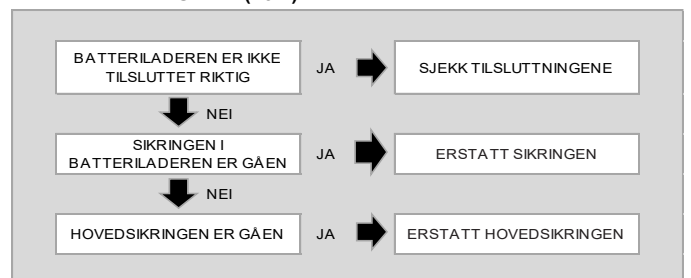 BATTERILADEREN ER IKKE
TILSLUTTET RIKTIG
JA
SJEKK TILSLUTTNINGENE
NEI
SIKRINGEN I
BATTERILADEREN ER GÅEN
JA
ERSTATT SIKRINGEN
NEI
HOVEDSIKRINGEN ER GÅEN
JA
ERSTATT HOVEDSIKRINGEN